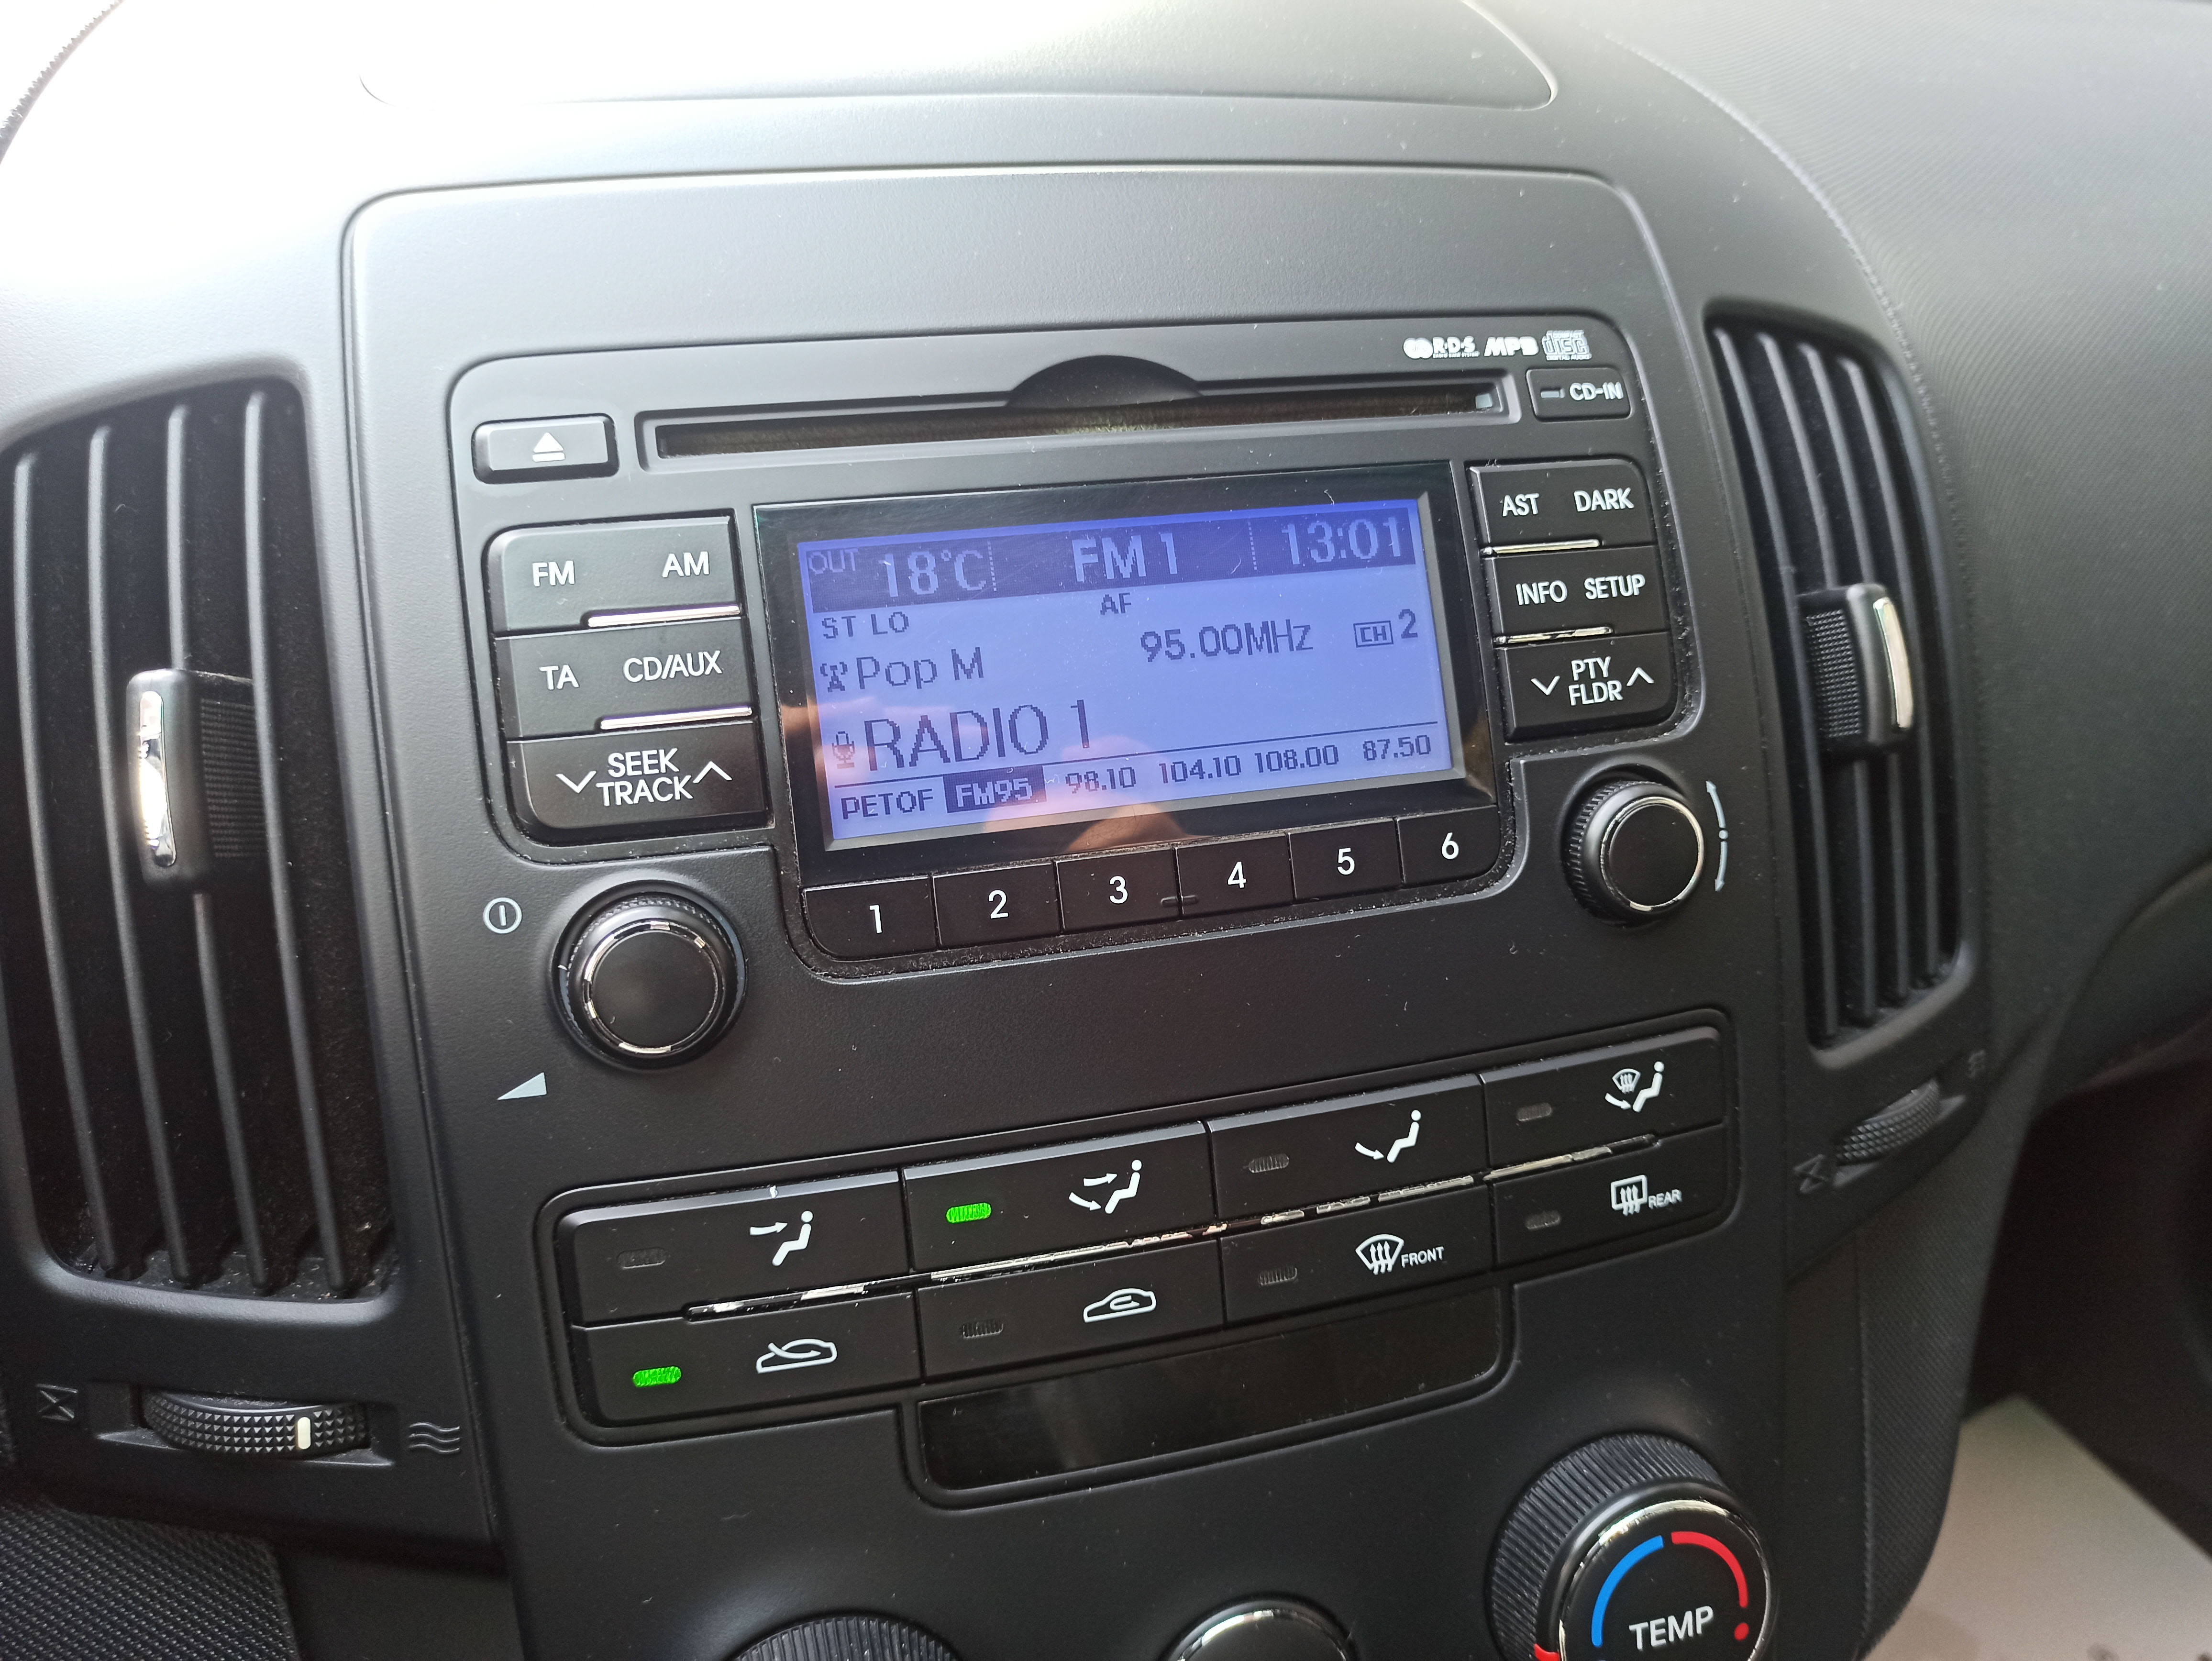 R·D·S MP3 disc
CD-IN
AST DARK
FM AM
OUT 18°C FM 1 13:01
ST LO AF
Pop M 95.00MHz CH 2
RADIO 1
PETOF FM95 98.10 104.10 108.00 87.50
INFO SETUP
TA CD/AUX
PTY
FLDR
SEEK
TRACK
1 2 3 4 5 6
FRONT
REAR
TEMP